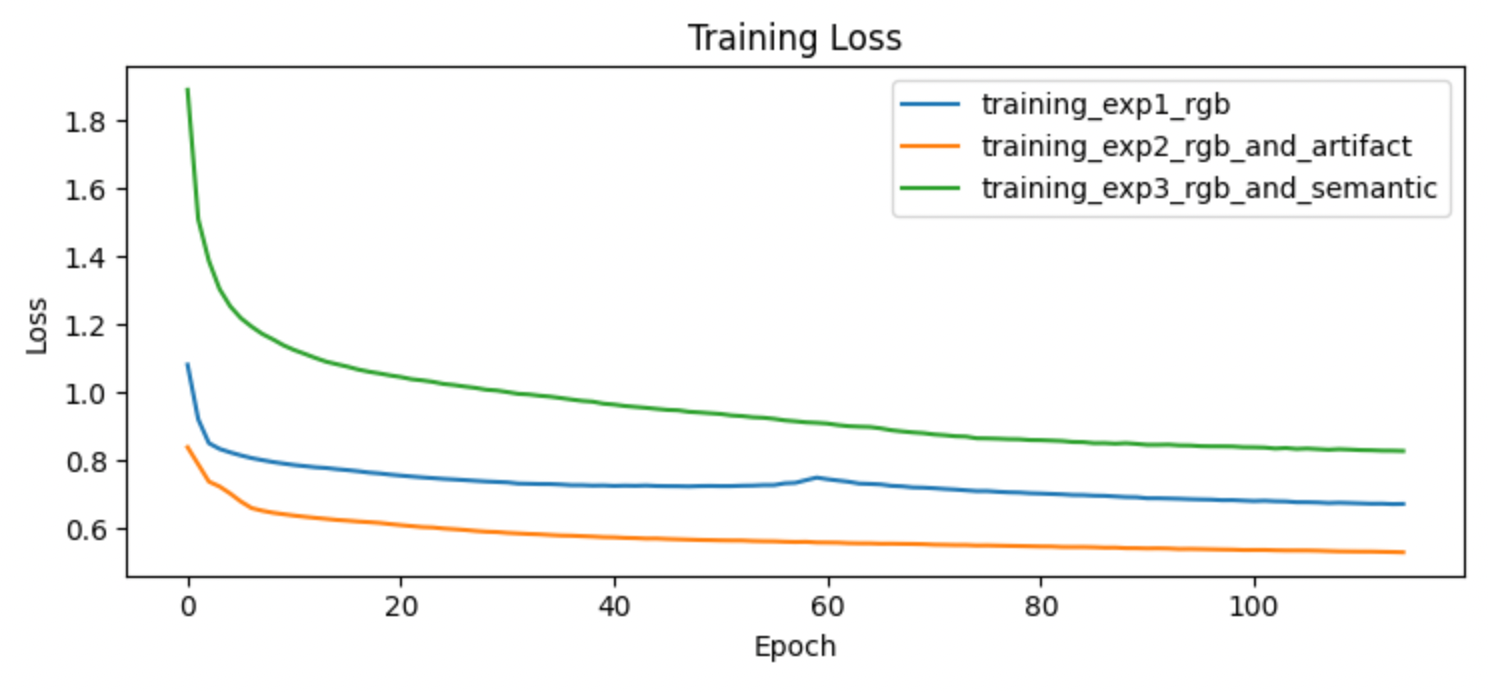 Training Loss
training_exp1_rgb
training_exp2_rgb_and_artifact
training_exp3_rgb_and_semantic
Loss
1.8
1.6
1.4
1.2
1.0
0.8
0.6
0 20 40 60 80 100
Epoch